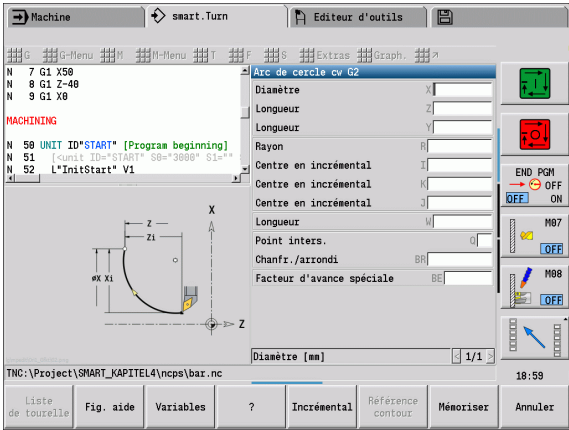 Machine
smart.Turn
Editeur d'outils
G G-Menu M M-Menu T F S Extras Graph.
N 7 G1 X50
N 8 G1 Z-40
N 9 G1 X0
MACHINING
N 50 UNIT ID"START" [Program beginning]
N 51 [<unit ID="START" S0="3000" S1=""
N 52 L"InitStart" V1
Arc de cercle cw G2
Diamètre X
Longueur Z
Longueur Y
Rayon R
Centre en incrémental I
Centre en incrémental K
Centre en incrémental J
Longueur W
Point inters. Q
Chanfr./arrondi BR
Facteur d'avance spéciale BE
Diamètre [mm]
< 1/1 >
X
Z
Zi
øX Xi
Z
END PGM
OFF
OFF ON
M07
OFF
M08
OFF
TNC:\Project\SMART_KAPITEL4\ncps\bar.nc
18:59
Liste de tourelle
Fig. aide
Variables
?
Incrémental
Référence contour
Mémoriser
Annuler